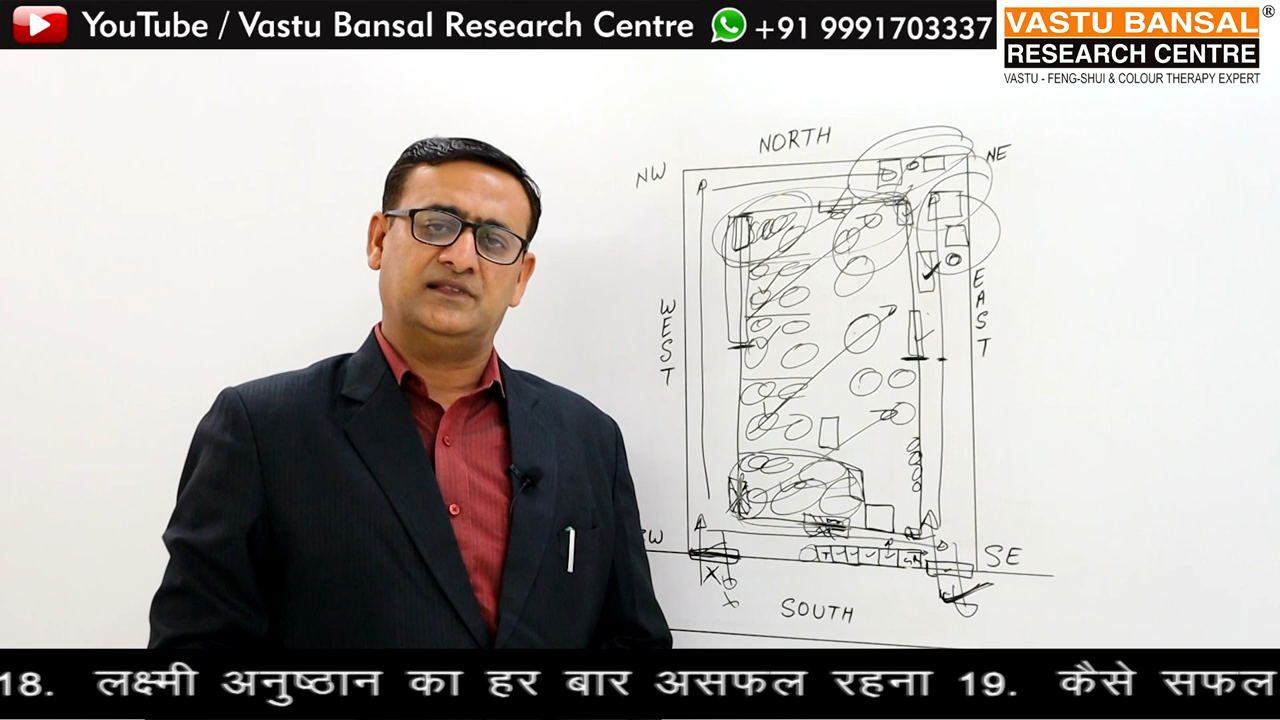 YouTube / Vastu Bansal Research Centre +91 9991703337
VASTU BANSAL®
RESEARCH CENTRE
VASTU - FENG-SHUI & COLOUR THERAPY EXPERT
NORTH
NW
NE
WEST
EAST
SE
SOUTH
18. लक्ष्मी अनुष्ठान का हर बार असफल रहना 19. कैसे सफल